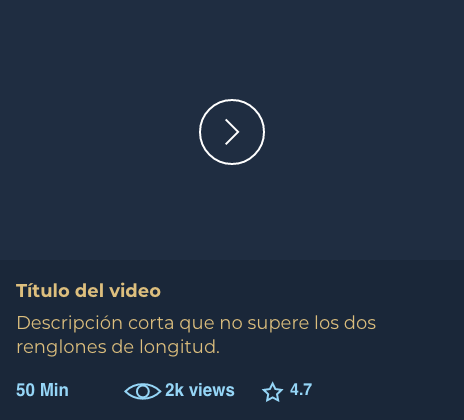 Título del video
Descripción corta que no supere los dos
renglones de longitud.
50 Min 2k views 4.7